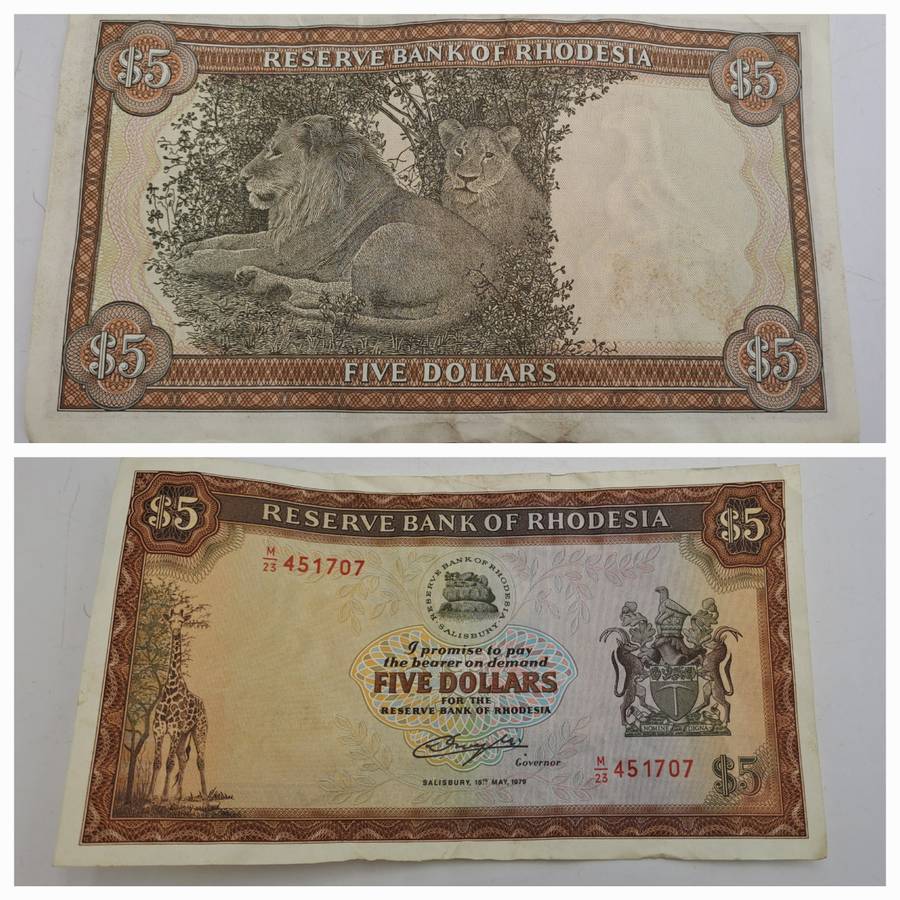 $5 RESERVE BANK OF RHODESIA $5
$5 FIVE DOLLARS $5
$5 RESERVE BANK OF RHODESIA $5
M/23 451707
RESERVE BANK OF RHODESIA
· SALISBURY ·
I promise to pay
the bearer on demand
FIVE DOLLARS
FOR THE
RESERVE BANK OF RHODESIA
Governor
SALISBURY, 15TH MAY, 1979
NOMINE DIGNA
M/23 451707 $5